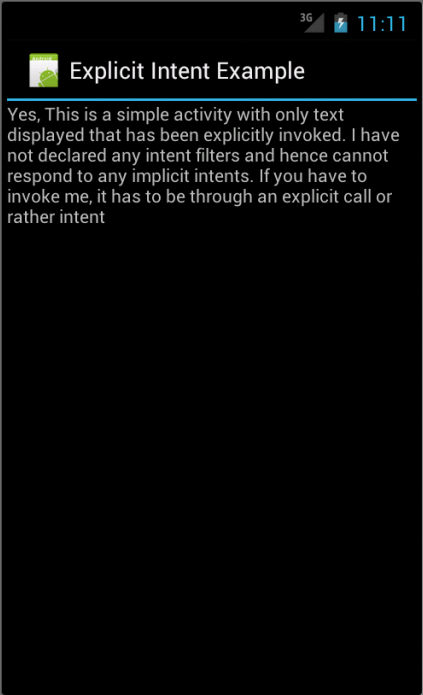 3G 11:11
Explicit Intent Example
Yes, This is a simple activity with only text
displayed that has been explicitly invoked. I have
not declared any intent filters and hence cannot
respond to any implicit intents. If you have to
invoke me, it has to be through an explicit call or
rather intent